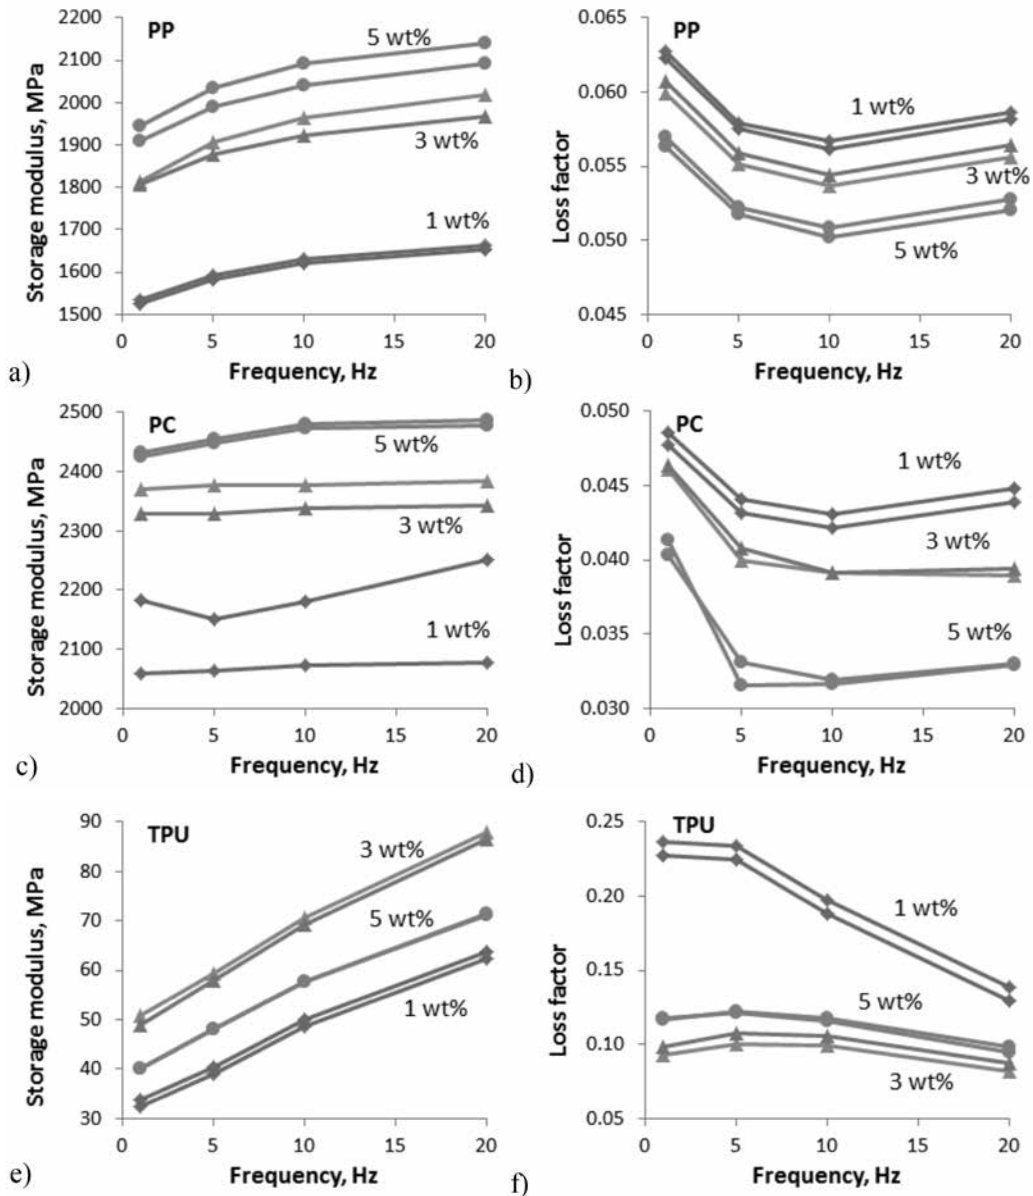 2200
2100
2000
1900
1800
1700
1600
1500
PP
5 wt%
3 wt%
1 wt%
Storage modulus, MPa
0 5 10 15 20
Frequency, Hz
a)
0.065
0.060
0.055
0.050
0.045
PP
1 wt%
3 wt%
5 wt%
Loss factor
0 5 10 15 20
Frequency, Hz
b)
2500
2400
2300
2200
2100
2000
PC
5 wt%
3 wt%
1 wt%
Storage modulus, MPa
0 5 10 15 20
Frequency, Hz
c)
0.050
0.045
0.040
0.035
0.030
PC
1 wt%
3 wt%
5 wt%
Loss factor
0 5 10 15 20
Frequency, Hz
d)
90
80
70
60
50
40
30
TPU
3 wt%
5 wt%
1 wt%
Storage modulus, MPa
0 5 10 15 20
Frequency, Hz
e)
0.25
0.20
0.15
0.10
0.05
TPU
1 wt%
5 wt%
3 wt%
Loss factor
0 5 10 15 20
Frequency, Hz
f)